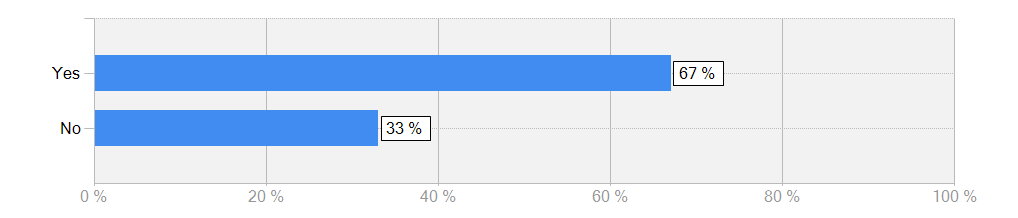 Yes 67 %
No 33 %
0 % 20 % 40 % 60 % 80 % 100 %